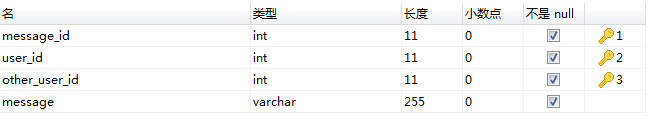 名 类型 长度 小数点 不是 null
message_id int 11 0 1
user_id int 11 0 2
other_user_id int 11 0 3
message varchar 255 0